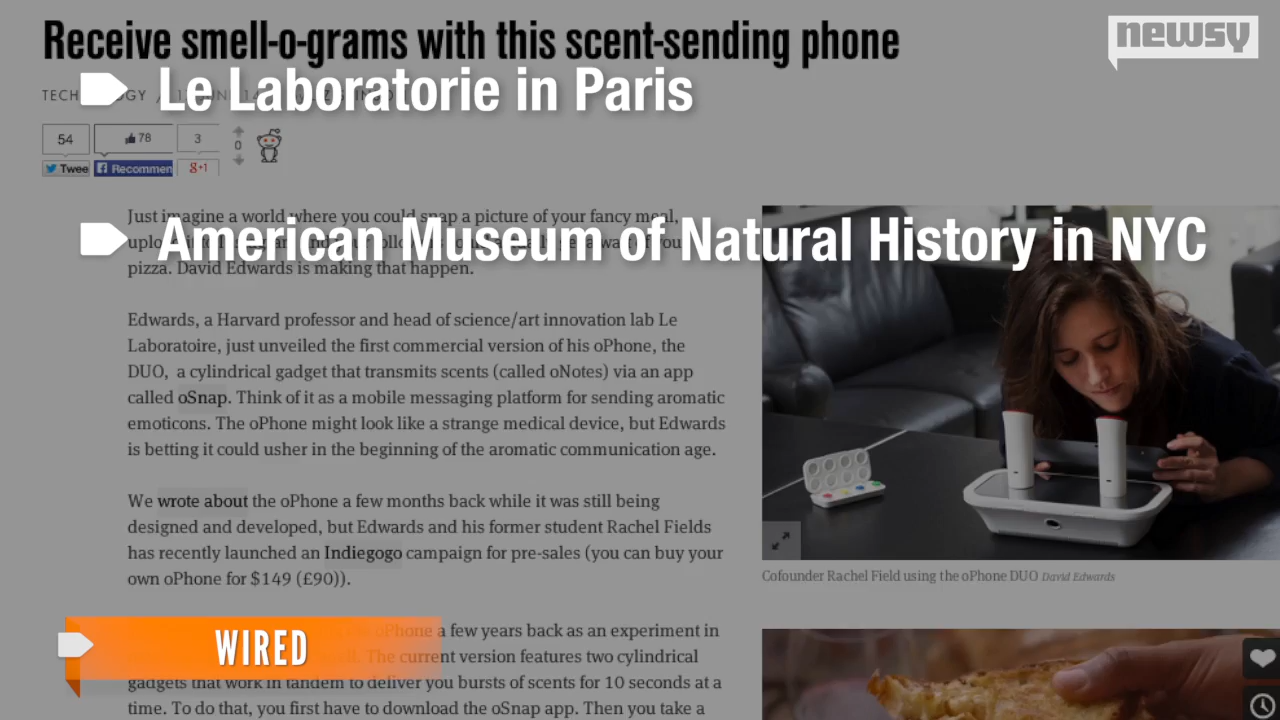 Receive smell-o-grams with this scent-sending phone
newsy
Le Laboratorie in Paris
TECH
GY /
54
78
3
0
Twee
Recommen
g+1
Just imagine a world where you could snap a picture of your fancy meal,
American Museum of Natural History in NYC
pizza. David Edwards is making that happen.
Edwards, a Harvard professor and head of science/art innovation lab Le
Laboratoire, just unveiled the first commercial version of his oPhone, the
DUO, a cylindrical gadget that transmits scents (called oNotes) via an app
called oSnap. Think of it as a mobile messaging platform for sending aromatic
emoticons. The oPhone might look like a strange medical device, but Edwards
is betting it could usher in the beginning of the aromatic communication age.
We wrote about the oPhone a few months back while it was still being
designed and developed, but Edwards and his former student Rachel Fields
has recently launched an Indiegogo campaign for pre-sales (you can buy your
own oPhone for $149 (£90)).
Cofounder Rachel Field using the oPhone DUO David Edwards
WIRED
oPhone a few years back as an experiment in
The current version features two cylindrical
gadgets that work in tandem to deliver you bursts of scents for 10 seconds at a
time. To do that, you first have to download the oSnap app. Then you take a